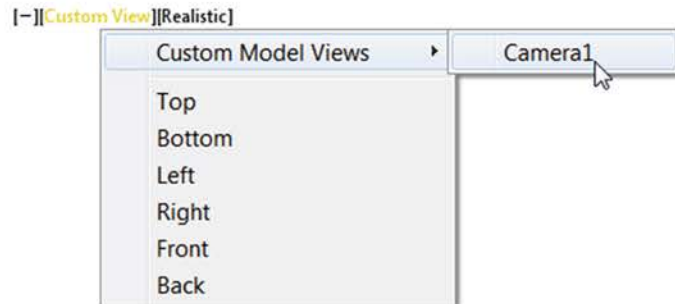 [−][Custom View][Realistic]
Custom Model Views
Camera1
Top
Bottom
Left
Right
Front
Back